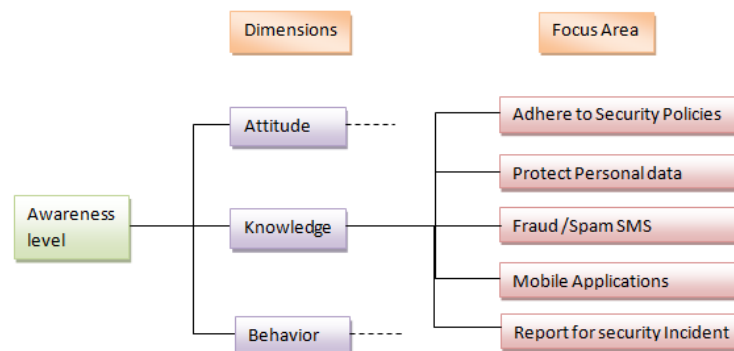 Dimensions
Focus Area
Attitude
Adhere to Security Policies
Protect Personal data
Awareness
level
Knowledge
Fraud /Spam SMS
Mobile Applications
Behavior
Report for security Incident